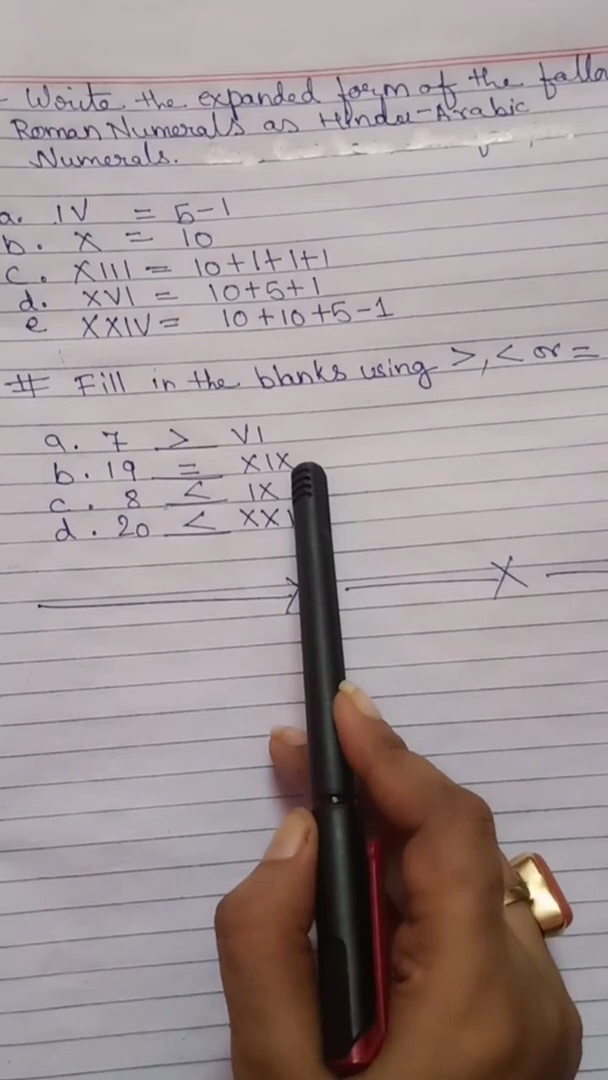 - Write the expanded form of the
Roman Numerals as Hindu-Arabic
Numerals.
a. IV = 5-1
b. X = 10
c. XIII = 10+1+1+1
d. XVI = 10+5+1
e XXIV = 10+10+5-1
# Fill in the blanks using >, < or =
a. 7 > VI
b. 19 = XIX
c. 8 < IX
d. 20 <